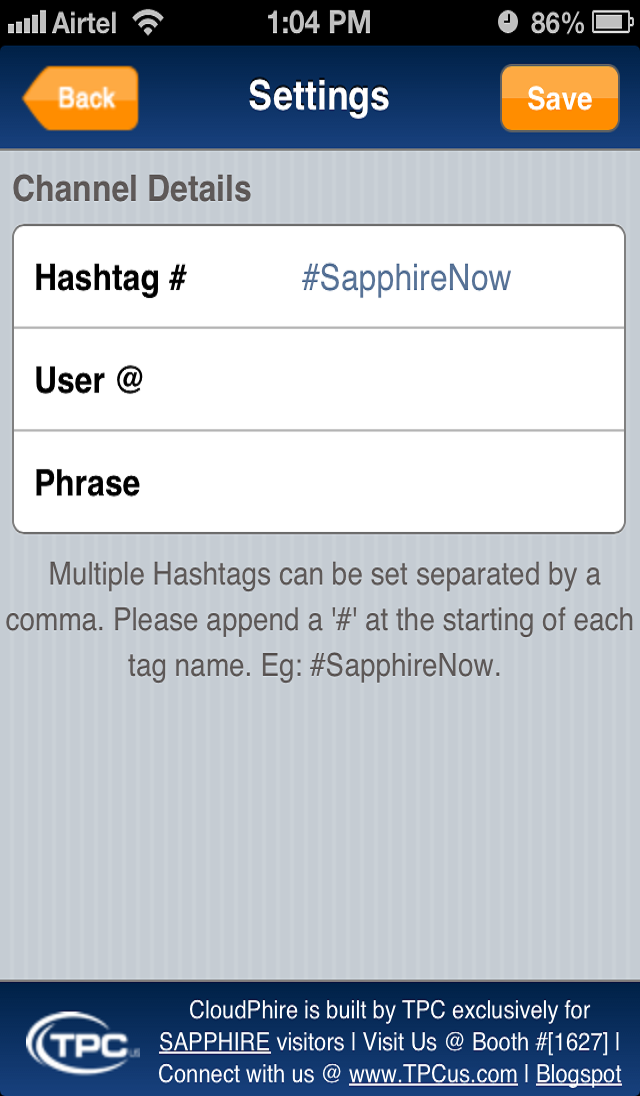 Airtel 1:04 PM 86%
Back Settings Save
Channel Details
Hashtag # #SapphireNow
User @
Phrase
Multiple Hashtags can be set separated by a
comma. Please append a '#' at the starting of each
tag name. Eg: #SapphireNow.
CloudPhire is built by TPC exclusively for
SAPPHIRE visitors | Visit Us @ Booth #[1627] |
Connect with us @ www.TPCus.com | Blogspot
TPC us